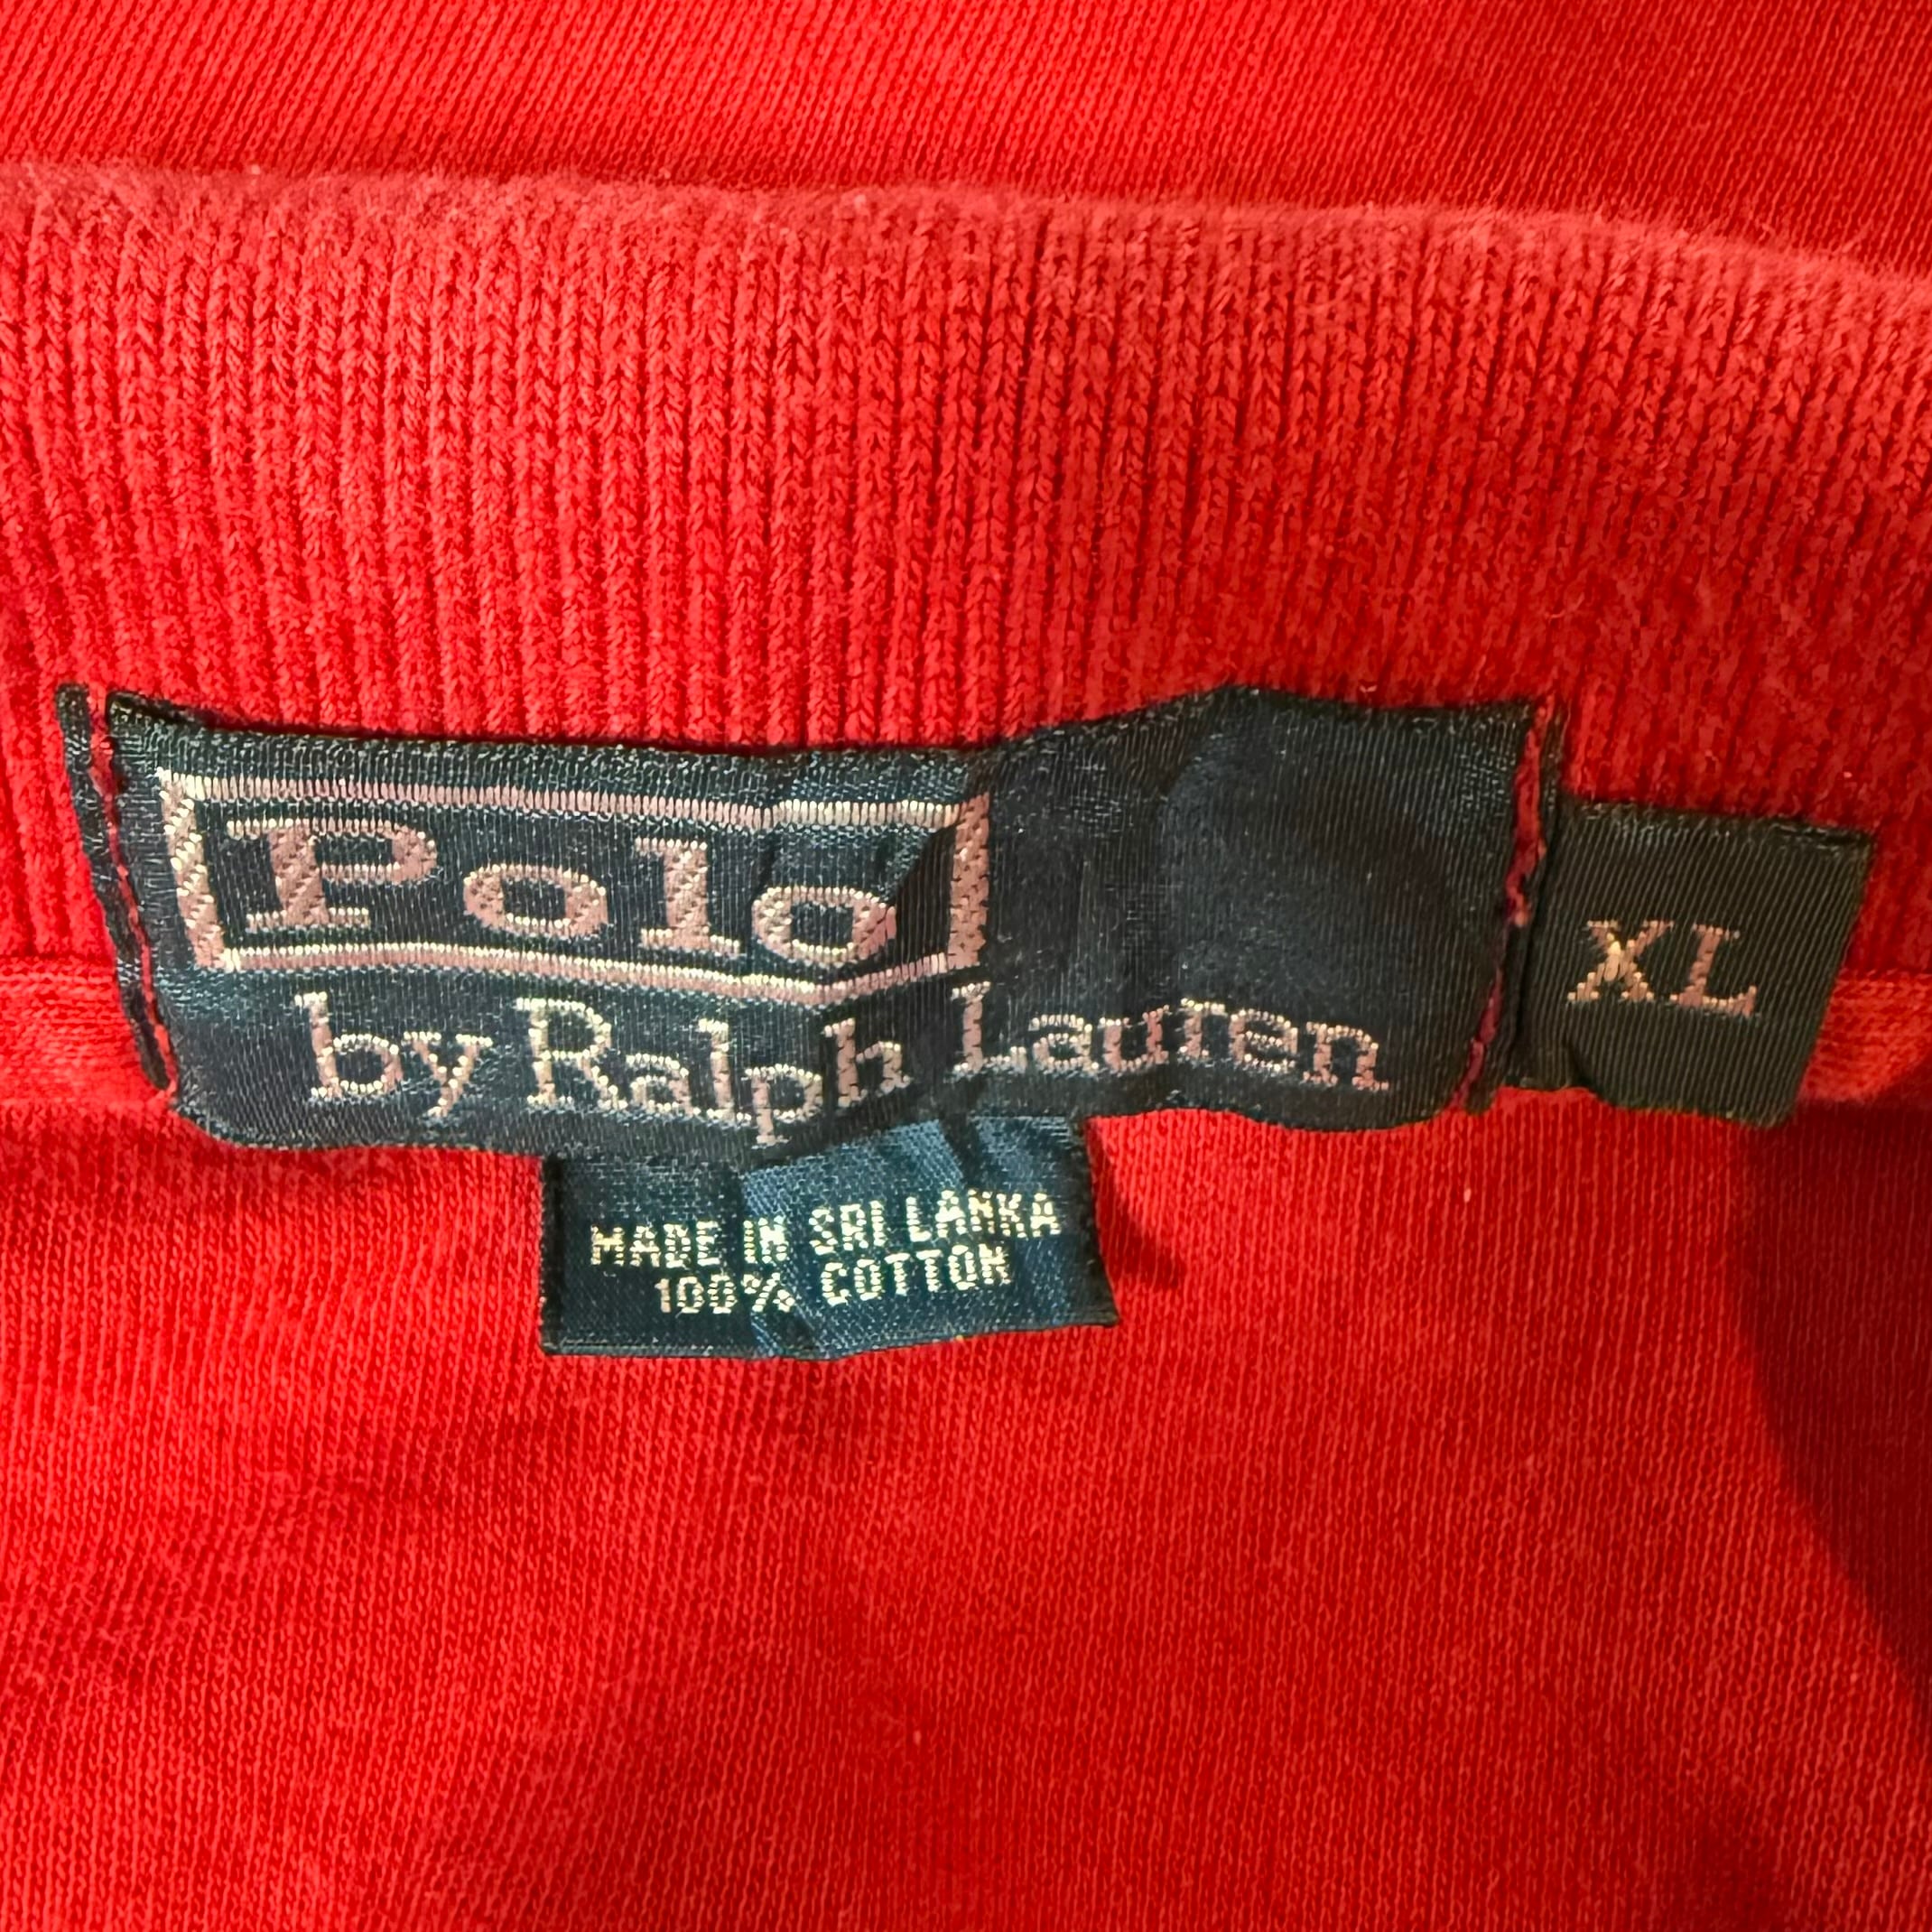 Polo
by Ralph Lauren
XL
MADE IN SRI LANKA
100% COTTON